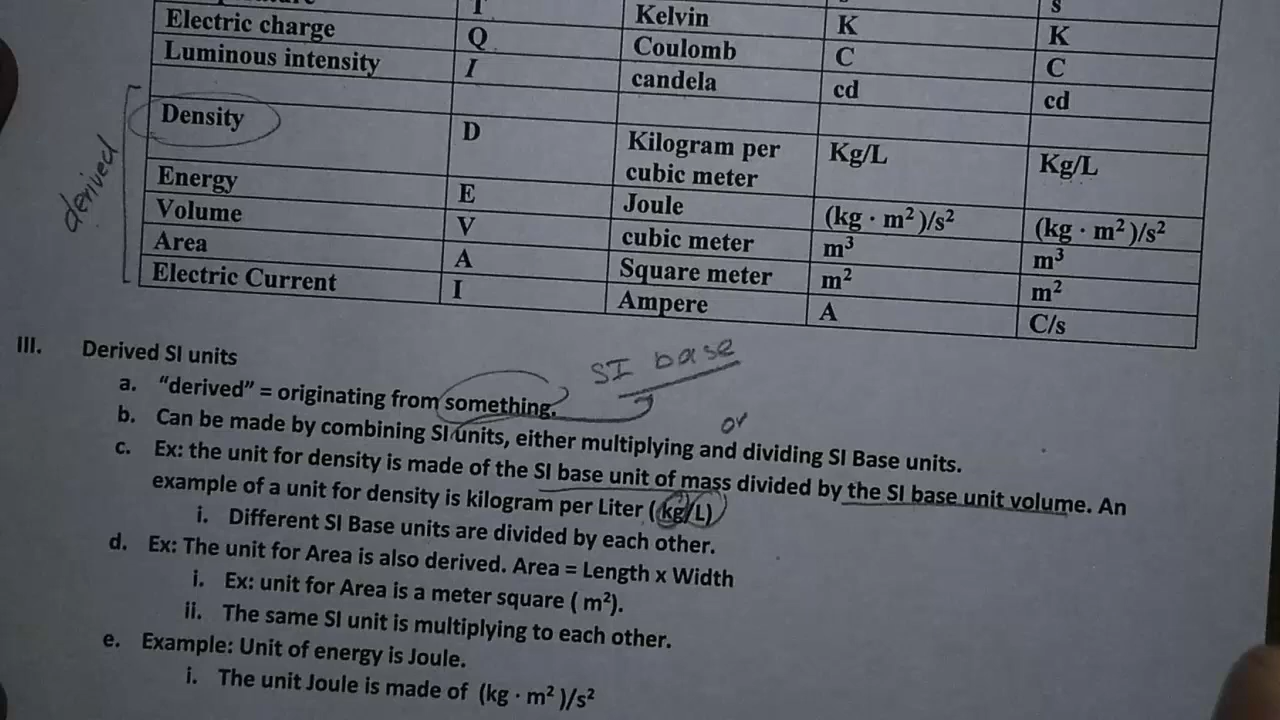 T Kelvin s
Electric charge Q Coulomb K K
Luminous intensity I candela C C
cd cd
Density D Kilogram per cubic meter Kg/L Kg/L
Energy E Joule (kg · m²)/s² (kg · m²)/s²
Volume V cubic meter m³ m³
Area A Square meter m² m²
Electric Current I Ampere A C/s
derived
III. Derived SI units
SI base
a. “derived” = originating from something.
or
b. Can be made by combining SI units, either multiplying and dividing SI Base units.
c. Ex: the unit for density is made of the SI base unit of mass divided by the SI base unit volume. An
example of a unit for density is kilogram per Liter (kg/L)
i. Different SI Base units are divided by each other.
d. Ex: The unit for Area is also derived. Area = Length x Width
i. Ex: unit for Area is a meter square ( m²).
ii. The same SI unit is multiplying to each other.
e. Example: Unit of energy is Joule.
i. The unit Joule is made of (kg · m² )/s²